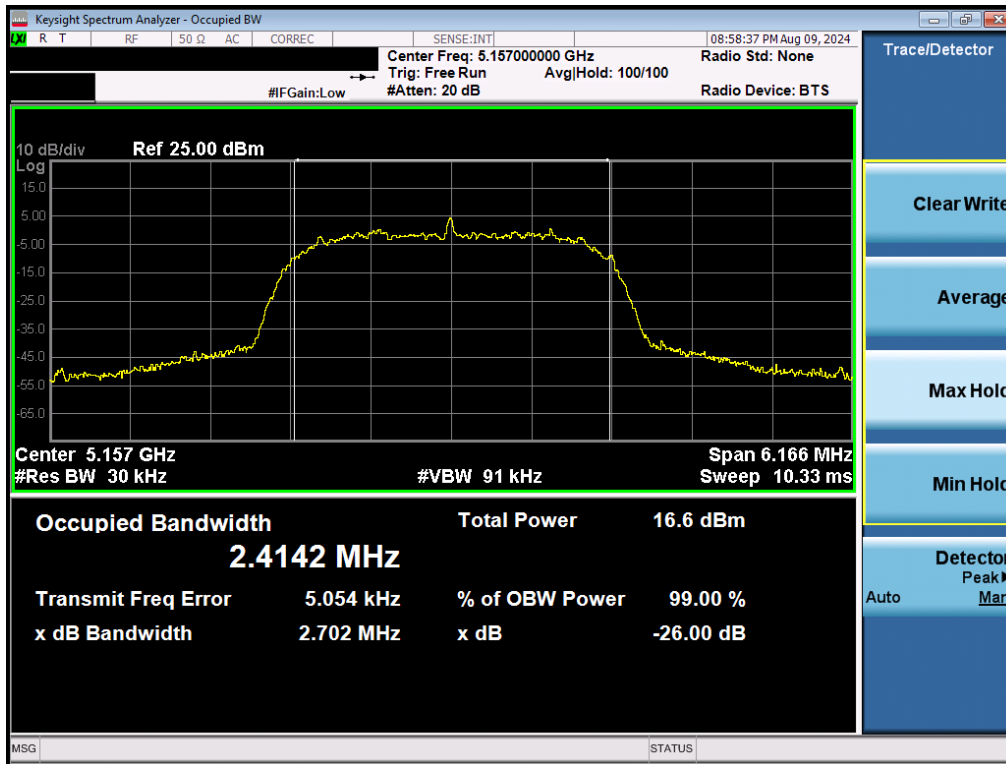 Keysight Spectrum Analyzer - Occupied BW
LXI R T RF 50 Ω AC CORREC SENSE:INT 08:58:37 PM Aug 09, 2024
Center Freq: 5.157000000 GHz Radio Std: None
Trig: Free Run Avg|Hold: 100/100
#IFGain:Low #Atten: 20 dB Radio Device: BTS
10 dB/div Ref 25.00 dBm
Log
15.0
5.00
-5.00
-15.0
-25.0
-35.0
-45.0
-55.0
-65.0
Center 5.157 GHz Span 6.166 MHz
#Res BW 30 kHz #VBW 91 kHz Sweep 10.33 ms
Occupied Bandwidth Total Power 16.6 dBm
2.4142 MHz
Transmit Freq Error 5.054 kHz % of OBW Power 99.00 %
x dB Bandwidth 2.702 MHz x dB -26.00 dB
Trace/Detector
Clear Write
Average
Max Hold
Min Hold
Detector
Peak
Auto Man
MSG STATUS